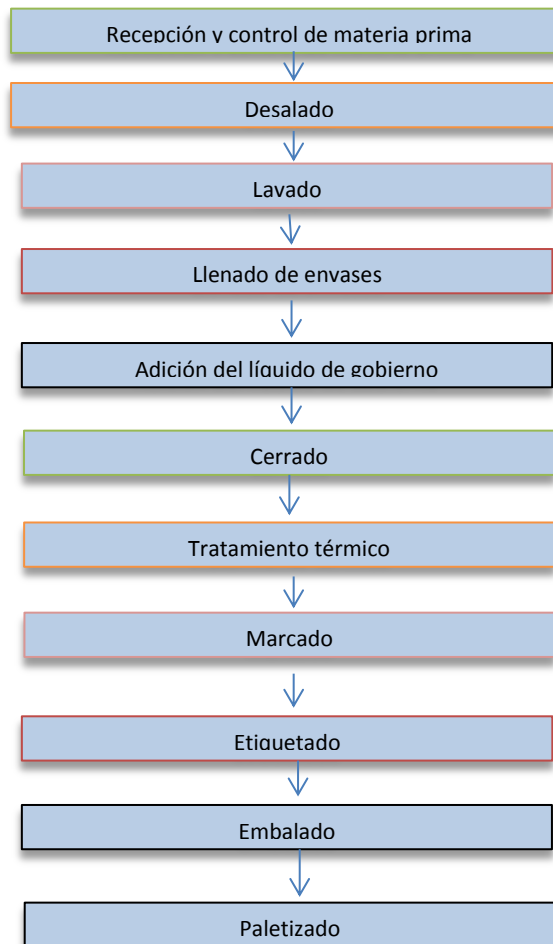 Recepción y control de materia prima
Desalado
Lavado
Llenado de envases
Adición del líquido de gobierno
Cerrado
Tratamiento térmico
Marcado
Etiquetado
Embalado
Paletizado